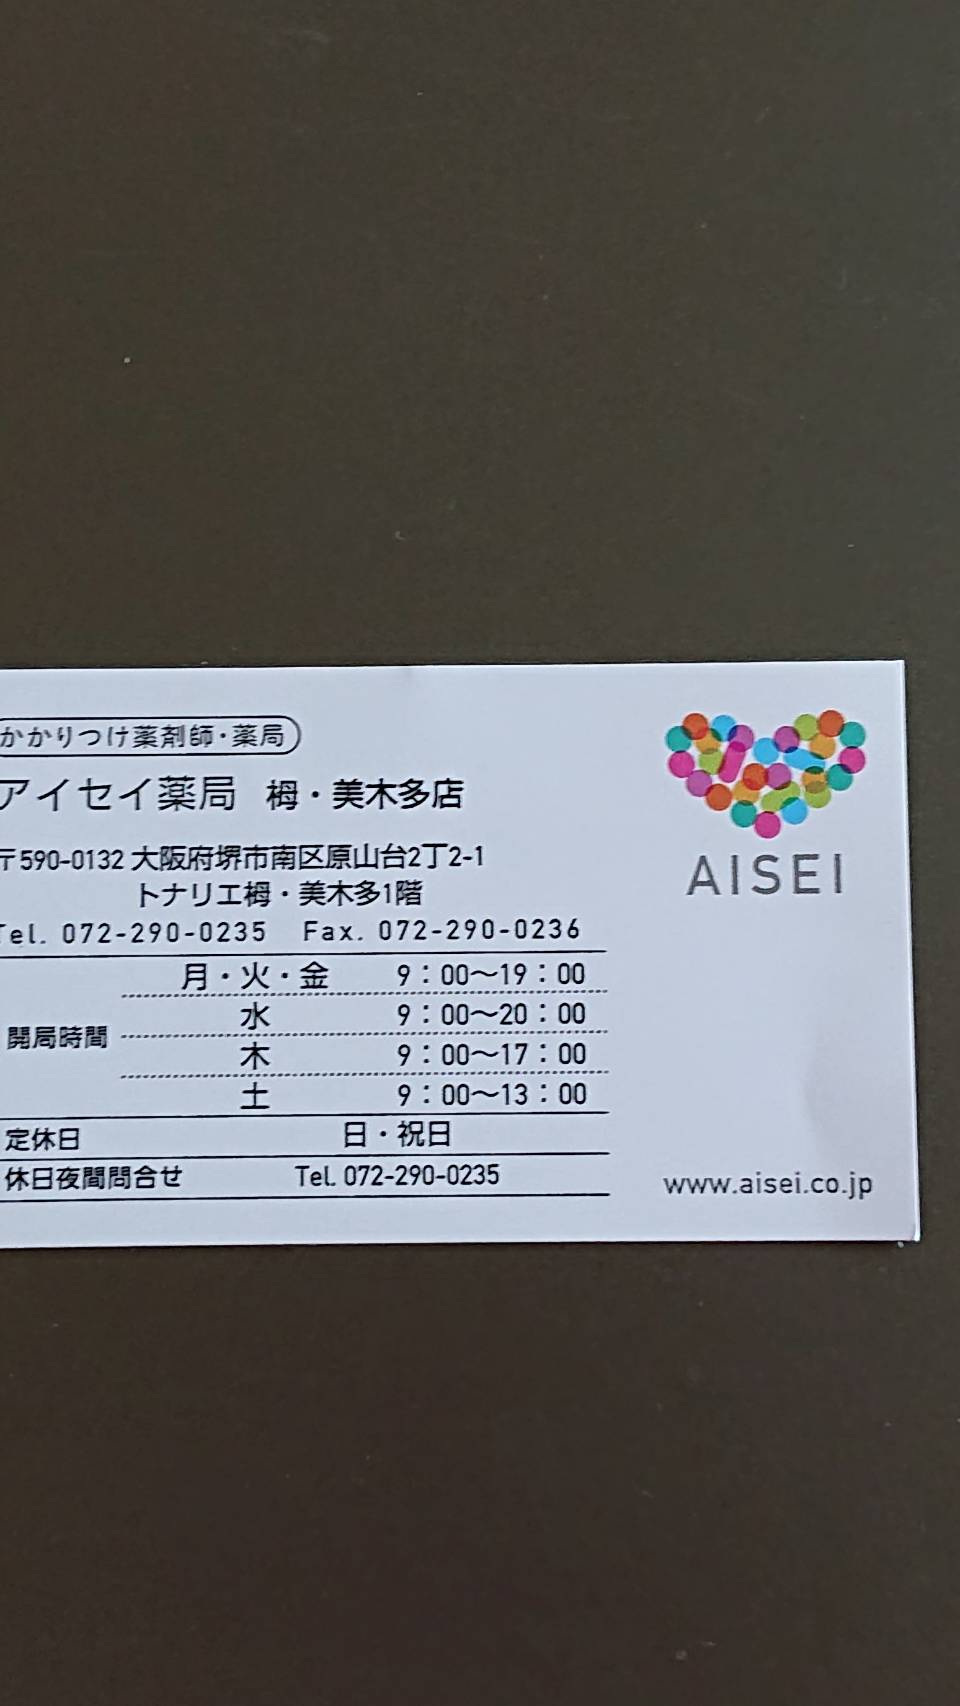 かかりつけ薬剤師・薬局
アイセイ薬局 栂・美木多店
〒590-0132 大阪府堺市南区原山台2丁2-1
トナリエ栂・美木多1階
Tel. 072-290-0235 Fax. 072-290-0236
開局時間
月・火・金 9：00〜19：00
水 9：00〜20：00
木 9：00〜17：00
土 9：00〜13：00
定休日 日・祝日
休日夜間問合せ Tel. 072-290-0235
AISEI
www.aisei.co.jp